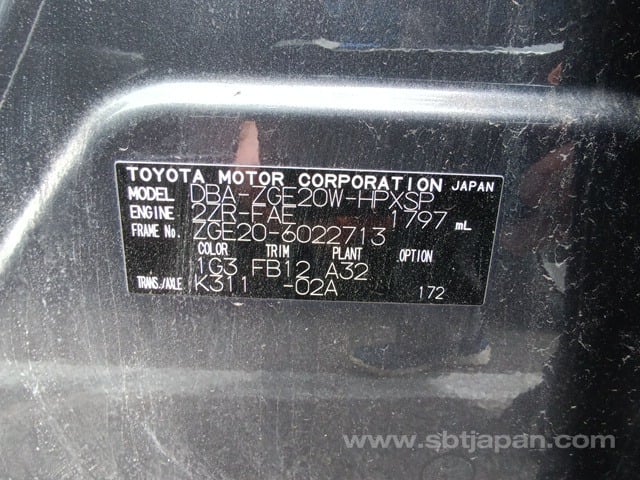 TOYOTA MOTOR CORPORATION JAPAN
MODEL DBA-ZGE20W-HPXSP
ENGINE 2ZR-FAE 1797 mL
FRAME NO. ZGE20-6022713
COLOR TRIM PLANT OPTION
1G3 FB12 A32
TRANS./AXLE K311 -02A 172
www.sbtjapan.com